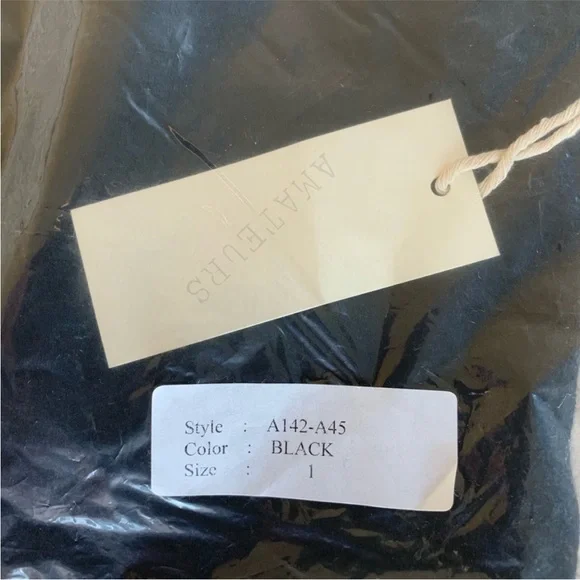 AMATEURS
Style : A142-A45
Color : BLACK
Size : 1